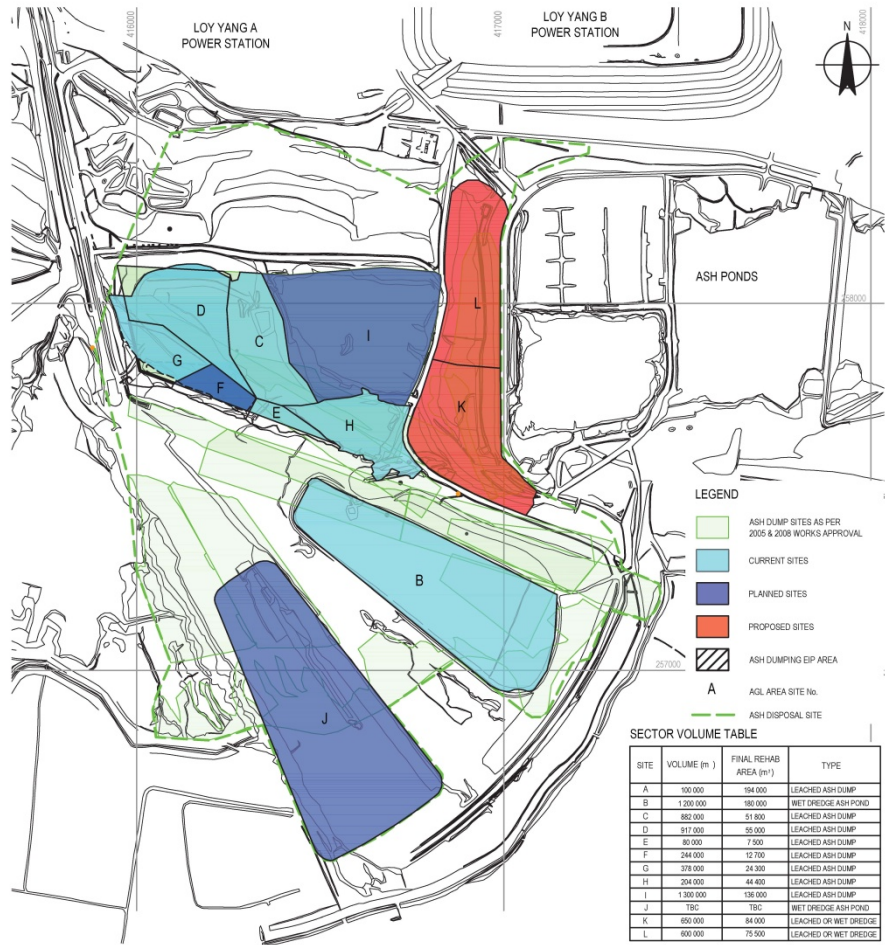 416000
LOY YANG A
POWER STATION
LOY YANG B
POWER STATION
417000
418000
N
ASH PONDS
258000
D
C
I
L
G
F
E
H
K
B
J
257000
LEGEND
ASH DUMP SITES AS PER
2005 & 2008 WORKS APPROVAL
CURRENT SITES
PLANNED SITES
PROPOSED SITES
ASH DUMPING EIP AREA
A AGL AREA SITE No.
ASH DISPOSAL SITE
SECTOR VOLUME TABLE
SITE VOLUME (m ) FINAL REHAB AREA (m²) TYPE
A 100 000 194 000 LEACHED ASH DUMP
B 1 200 000 180 000 WET DREDGE ASH POND
C 882 000 51 800 LEACHED ASH DUMP
D 917 000 55 000 LEACHED ASH DUMP
E 80 000 7 500 LEACHED ASH DUMP
F 244 000 12 700 LEACHED ASH DUMP
G 378 000 24 300 LEACHED ASH DUMP
H 204 000 44 400 LEACHED ASH DUMP
I 1 300 000 136 000 LEACHED ASH DUMP
J TBC TBC WET DREDGE ASH POND
K 650 000 84 000 LEACHED OR WET DREDGE
L 600 000 75 500 LEACHED OR WET DREDGE